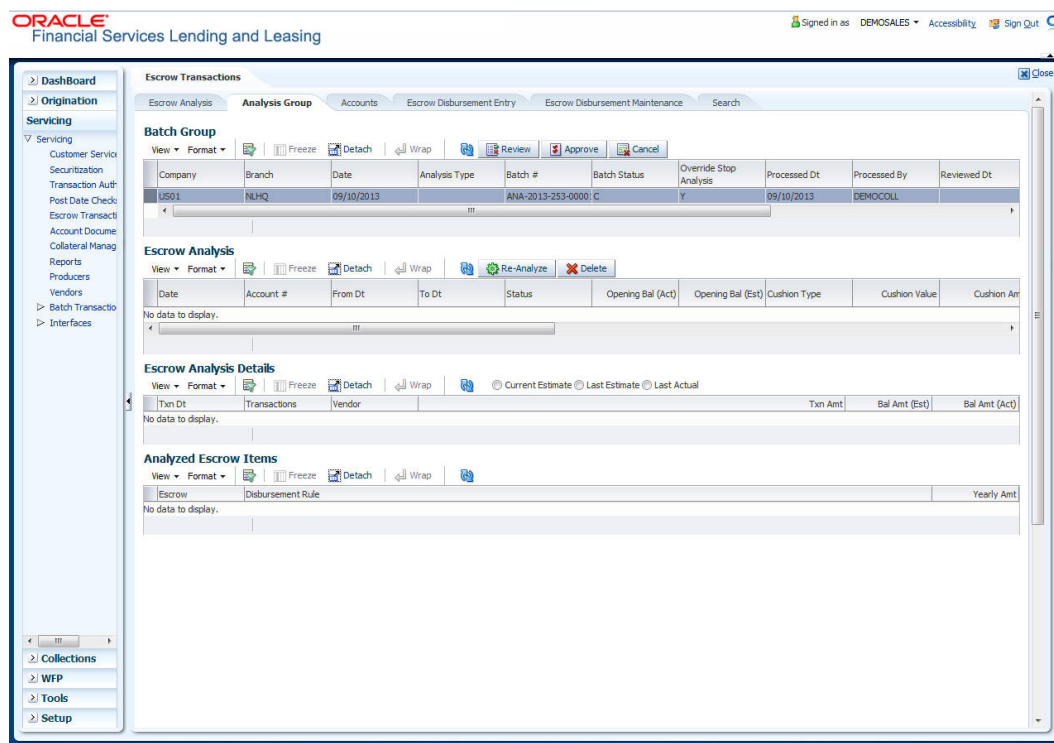 ORACLE
Financial Services Lending and Leasing
Signed in as DEMOSALES Accessibility Sign Out
Close
DashBoard
Origination
Servicing
Servicing
Customer Service
Securitization
Transaction Auth
Post Date Check
Escrow Transacti
Account Docume
Collateral Manag
Reports
Producers
Vendors
Batch Transactio
Interfaces
Collections
WFP
Tools
Setup
Escrow Transactions
Escrow Analysis Analysis Group Accounts Escrow Disbursement Entry Escrow Disbursement Maintenance Search
Batch Group
View Format Freeze Detach Wrap Review Approve Cancel
Company Branch Date Analysis Type Batch # Batch Status Override Stop Analysis Processed Dt Processed By Reviewed Dt
US01 NLHQ 09/10/2013 ANA-2013-253-0000 C Y 09/10/2013 DEMOCOLL
Escrow Analysis
View Format Freeze Detach Wrap Re-Analyze Delete
Date Account # From Dt To Dt Status Opening Bal (Act) Opening Bal (Est) Cushion Type Cushion Value Cushion Am
No data to display.
Escrow Analysis Details
View Format Freeze Detach Wrap Current Estimate Last Estimate Last Actual
Txn Dt Transactions Vendor Txn Amt Bal Amt (Est) Bal Amt (Act)
No data to display.
Analyzed Escrow Items
View Format Freeze Detach Wrap
Escrow Disbursement Rule Yearly Amt
No data to display.